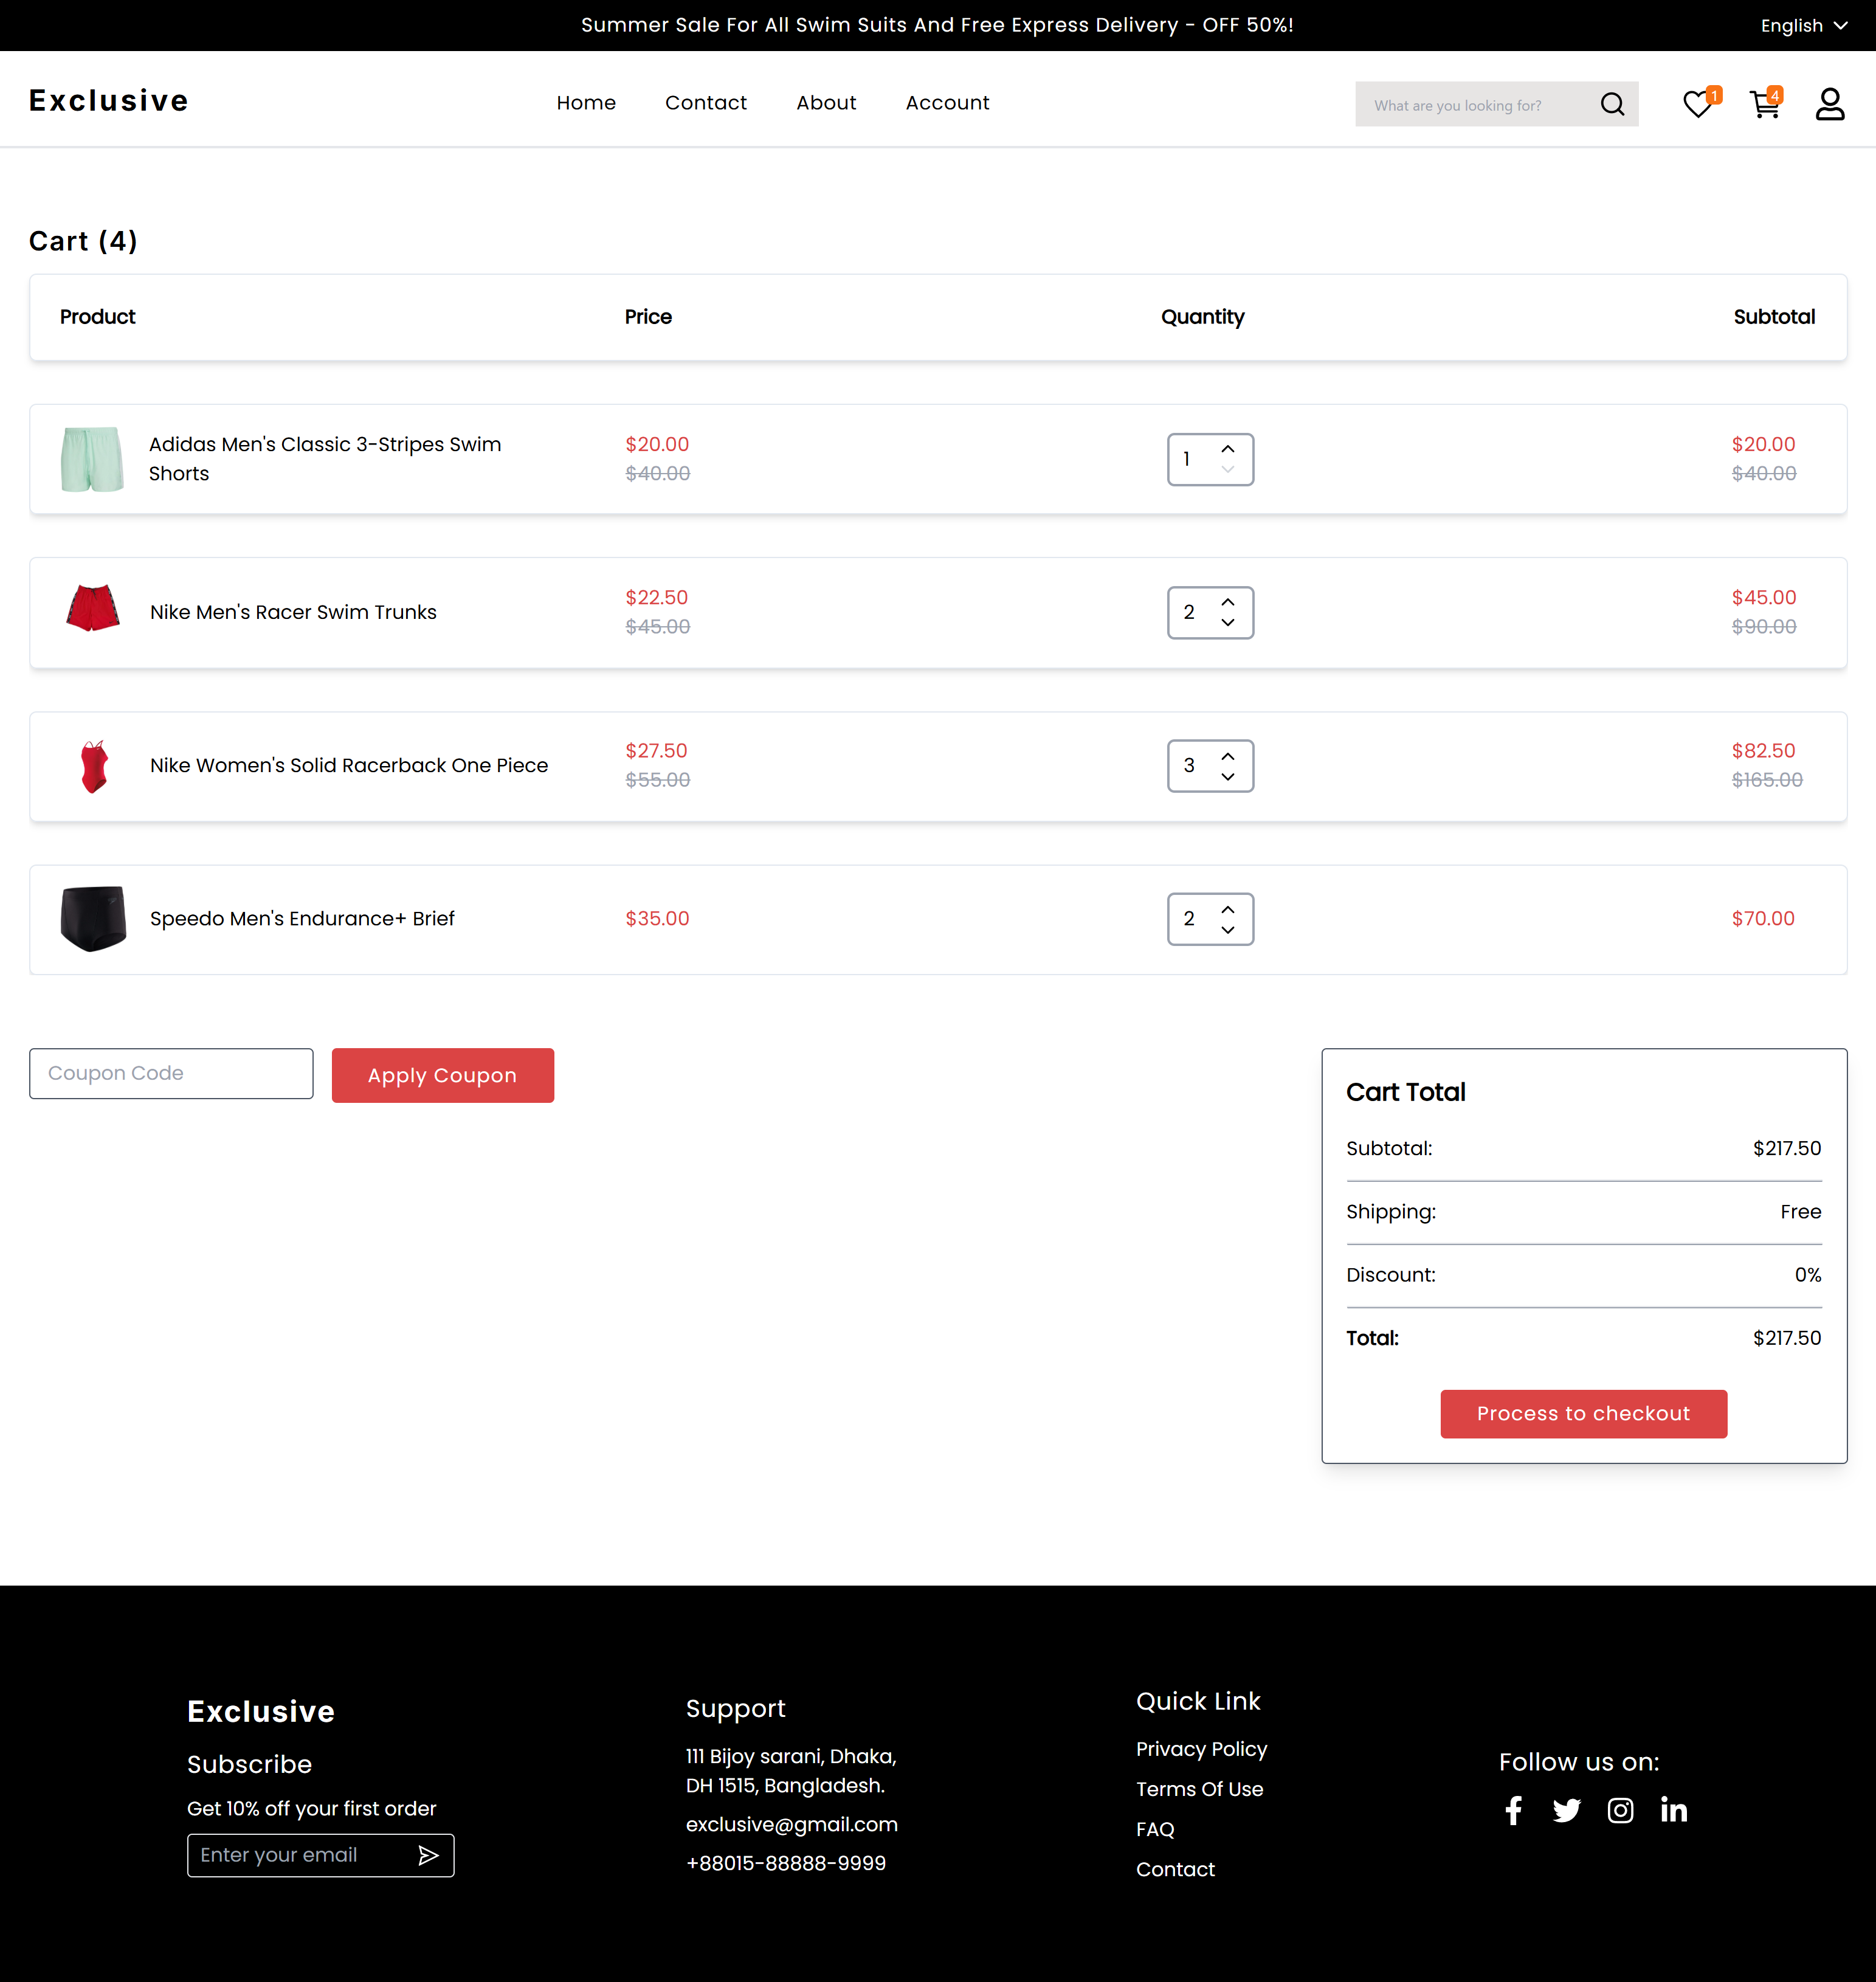 Summer Sale For All Swim Suits And Free Express Delivery - OFF 50%!
English
Exclusive
Home
Contact
About
Account
What are you looking for?
1
4
Cart (4)
Product
Price
Quantity
Subtotal
Adidas Men's Classic 3-Stripes Swim
Shorts
$20.00
$40.00
1
$20.00
$40.00
Nike Men's Racer Swim Trunks
$22.50
$45.00
2
$45.00
$90.00
Nike Women's Solid Racerback One Piece
$27.50
$55.00
3
$82.50
$165.00
Speedo Men's Endurance+ Brief
$35.00
2
$70.00
Coupon Code
Apply Coupon
Cart Total
Subtotal:
$217.50
Shipping:
Free
Discount:
0%
Total:
$217.50
Process to checkout
Exclusive
Subscribe
Get 10% off your first order
Enter your email
Support
111 Bijoy sarani, Dhaka,
DH 1515, Bangladesh.
exclusive@gmail.com
+88015-88888-9999
Quick Link
Privacy Policy
Terms Of Use
FAQ
Contact
Follow us on: